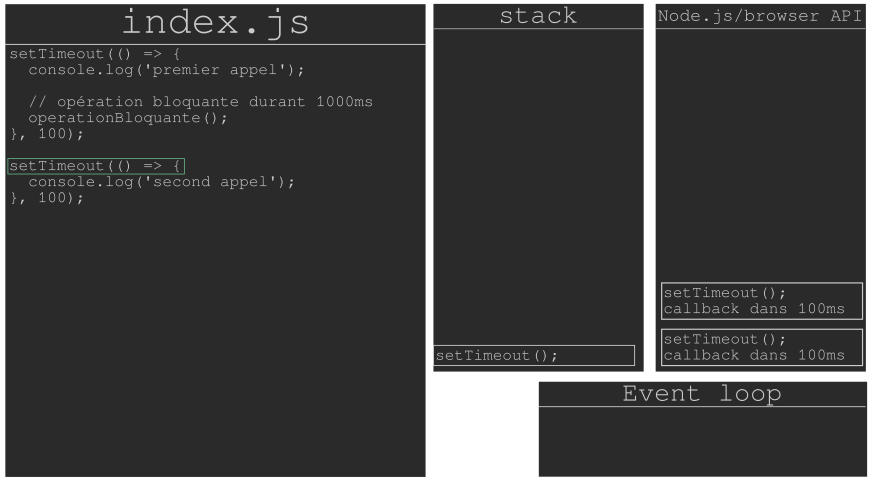 index.js
setTimeout(() => {
  console.log('premier appel');
  // opération bloquante durant 1000ms
  operationBloquante();
}, 100);
setTimeout(() => {
  console.log('second appel');
}, 100);
stack
setTimeout();
Node.js/browser API
setTimeout();
callback dans 100ms
setTimeout();
callback dans 100ms
Event loop